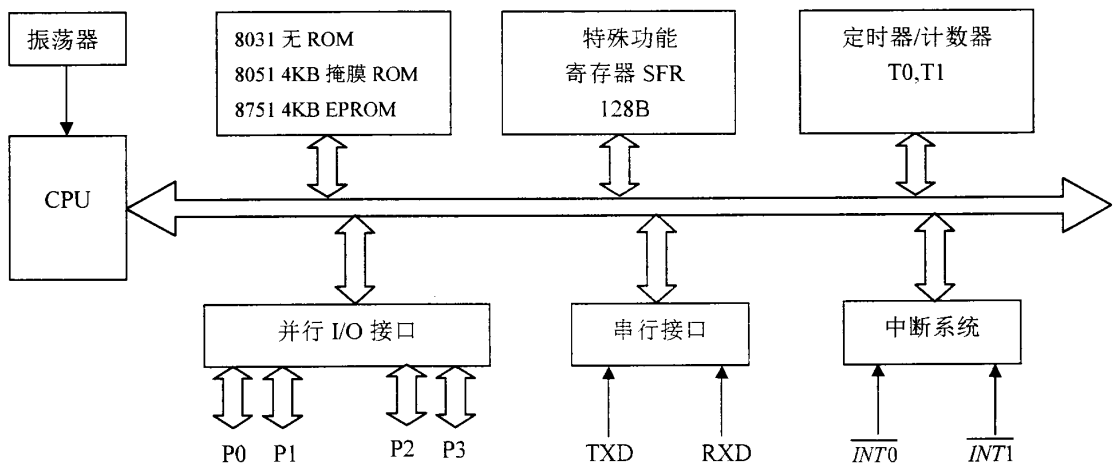 振荡器
8031 无 ROM
8051 4KB 掩膜 ROM
8751 4KB EPROM
特殊功能
寄存器 SFR
128B
定时器/计数器
T0,T1
CPU
并行 I/O 接口
串行接口
中断系统
P0 P1 P2 P3
TXD RXD
INT0 INT1